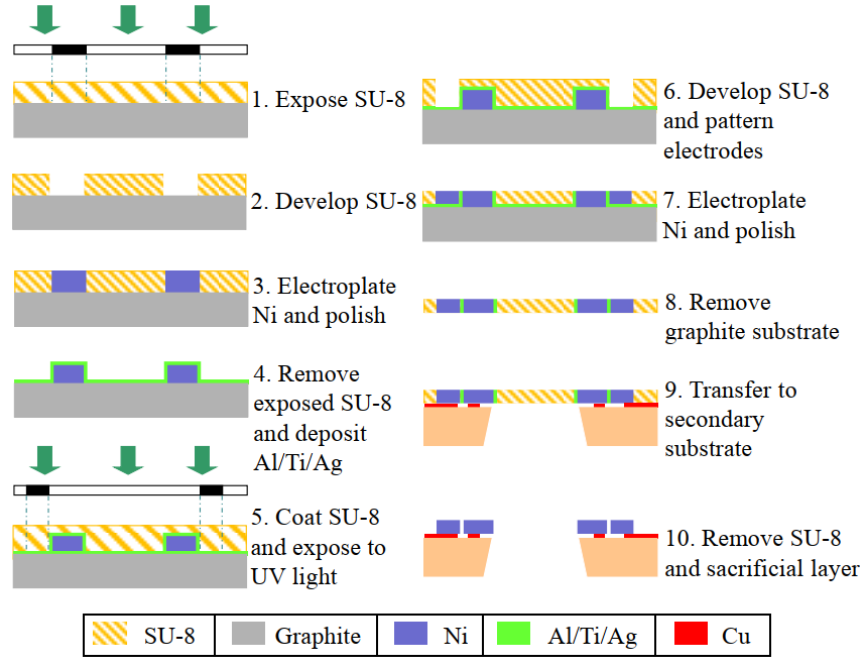 1. Expose SU-8
2. Develop SU-8
3. Electroplate
Ni and polish
4. Remove
exposed SU-8
and deposit
Al/Ti/Ag
5. Coat SU-8
and expose to
UV light
6. Develop SU-8
and pattern
electrodes
7. Electroplate
Ni and polish
8. Remove
graphite substrate
9. Transfer to
secondary
substrate
10. Remove SU-8
and sacrificial layer
SU-8 Graphite Ni Al/Ti/Ag Cu